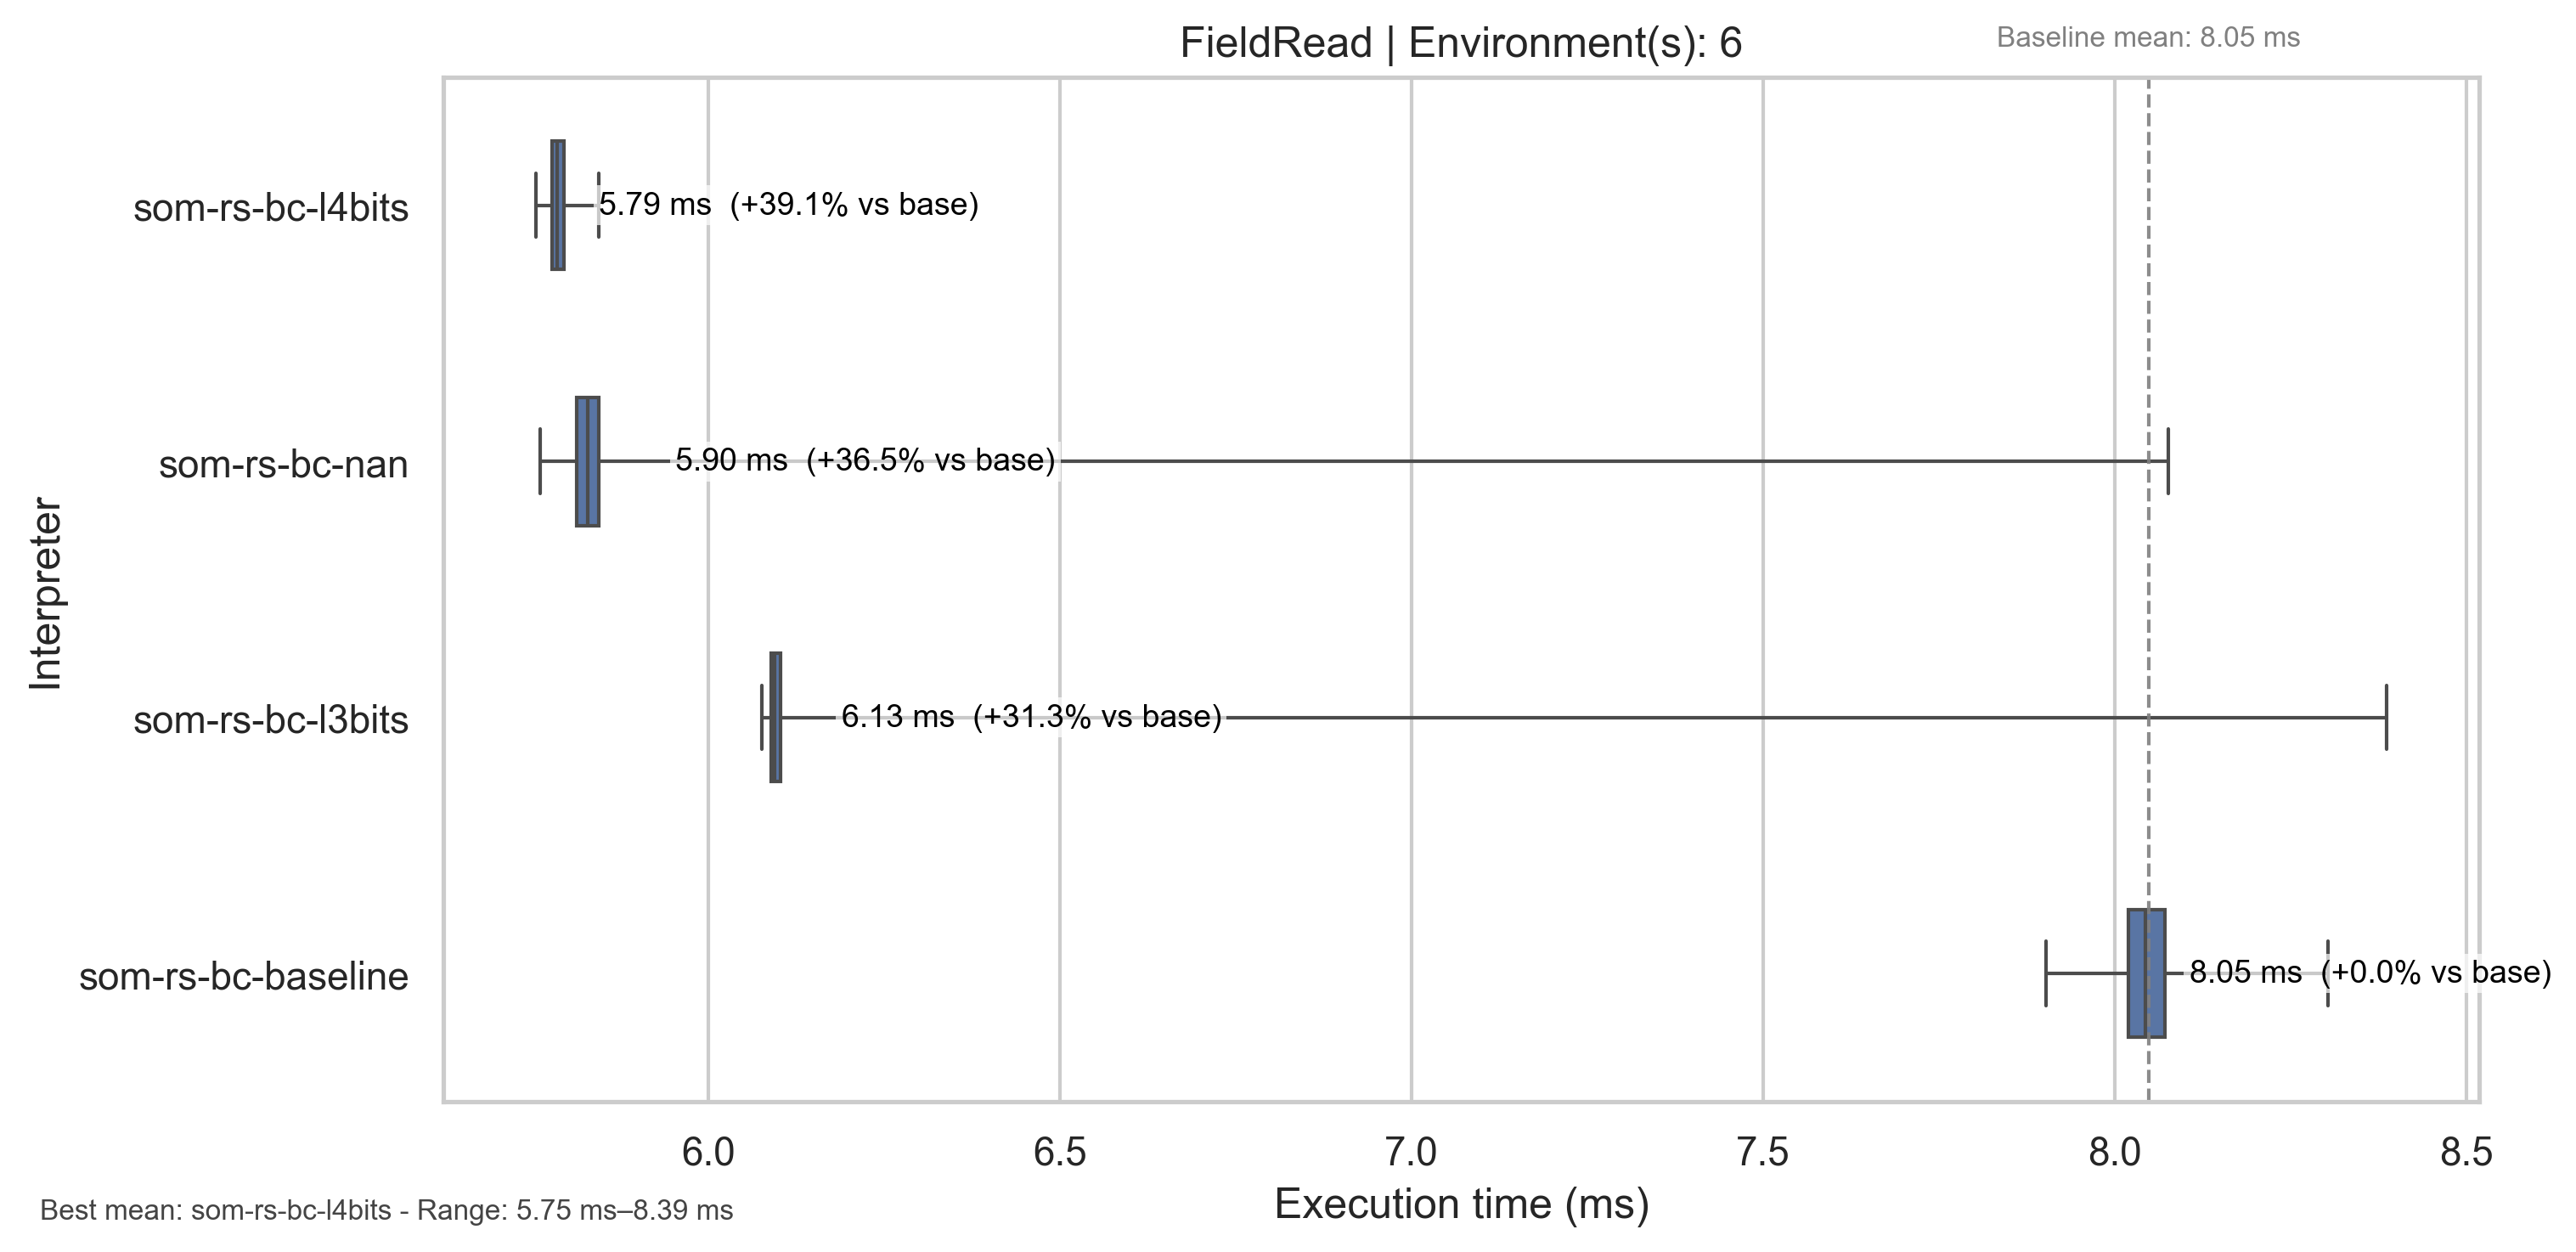 FieldRead | Environment(s): 6
Baseline mean: 8.05 ms
som-rs-bc-l4bits
5.79 ms (+39.1% vs base)
som-rs-bc-nan
5.90 ms (+36.5% vs base)
Interpreter
som-rs-bc-l3bits
6.13 ms (+31.3% vs base)
som-rs-bc-baseline
8.05 ms (+0.0% vs base)
6.0 6.5 7.0 7.5 8.0 8.5
Execution time (ms)
Best mean: som-rs-bc-l4bits - Range: 5.75 ms–8.39 ms